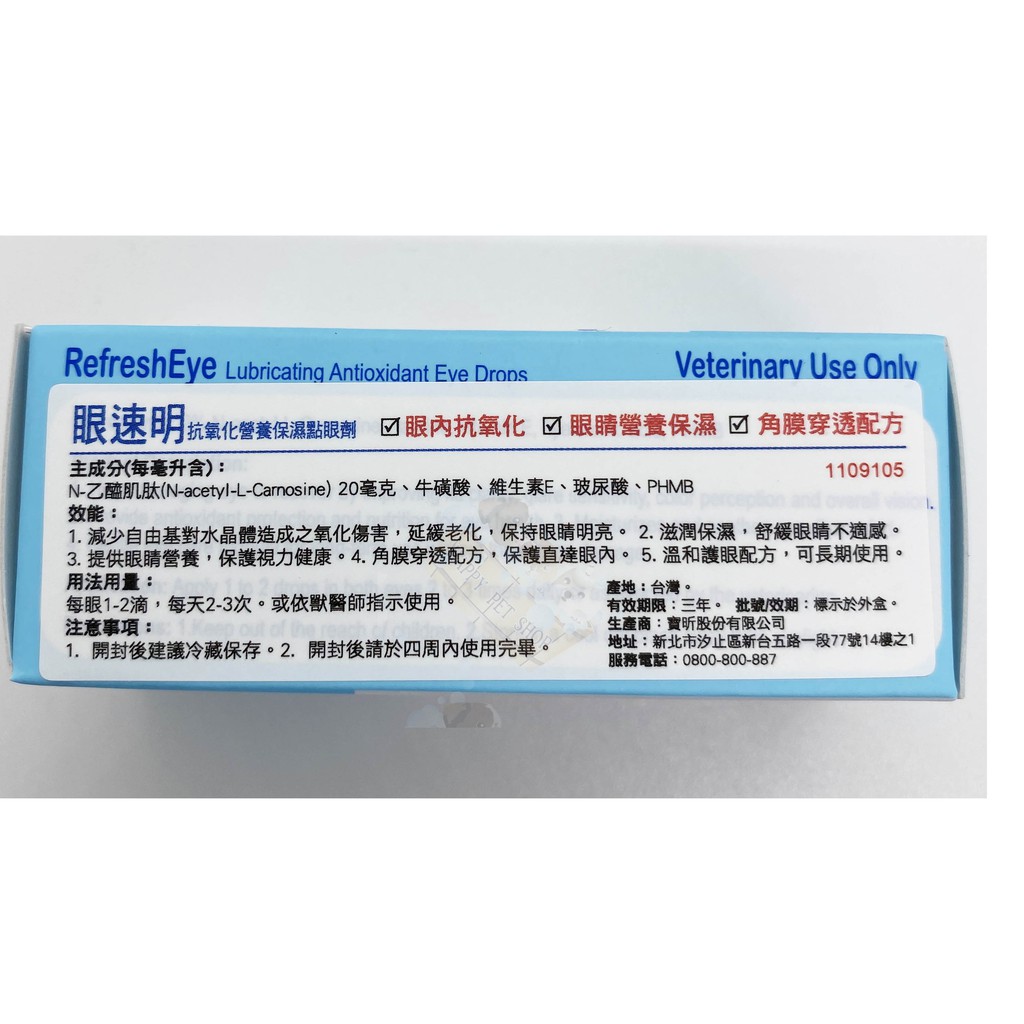 RefreshEye Lubricating Antioxidant Eye Drops Veterinary Use Only
眼速明 抗氧化營養保濕點眼劑 ☑ 眼內抗氧化 ☑ 眼睛營養保濕 ☑ 角膜穿透配方
主成分(每毫升含)： 1109105
N-乙醯肌肽(N-acetyl-L-Carnosine) 20毫克、牛磺酸、維生素E、玻尿酸、PHMB
效能：
1. 減少自由基對水晶體造成之氧化傷害，延緩老化，保持眼睛明亮。 2. 滋潤保濕，舒緩眼睛不適感。
3. 提供眼睛營養，保護視力健康。4. 角膜穿透配方，保護直達眼內。 5. 溫和護眼配方，可長期使用。
用法用量：
每眼1-2滴，每天2-3次。或依獸醫師指示使用。
注意事項：
1. 開封後建議冷藏保存。2. 開封後請於四周內使用完畢。
產地：台灣。
有效期限：三年。 批號/效期：標示於外盒。
生產商：寶昕股份有限公司
地址：新北市汐止區新台五路一段77號14樓之1
服務電話：0800-800-887
PET SHOP